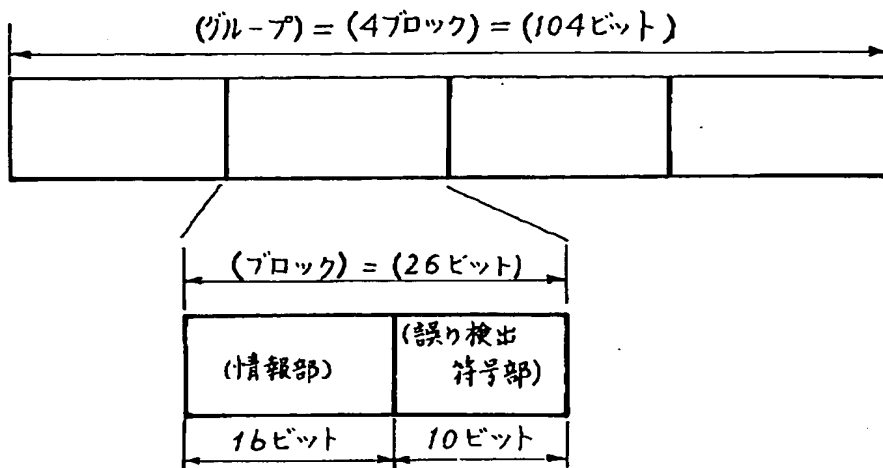 (グループ) = (4ブロック) = (104ビット)
(ブロック) = (26ビット)
(情報部)
(誤り検出
符号部)
16ビット
10ビット